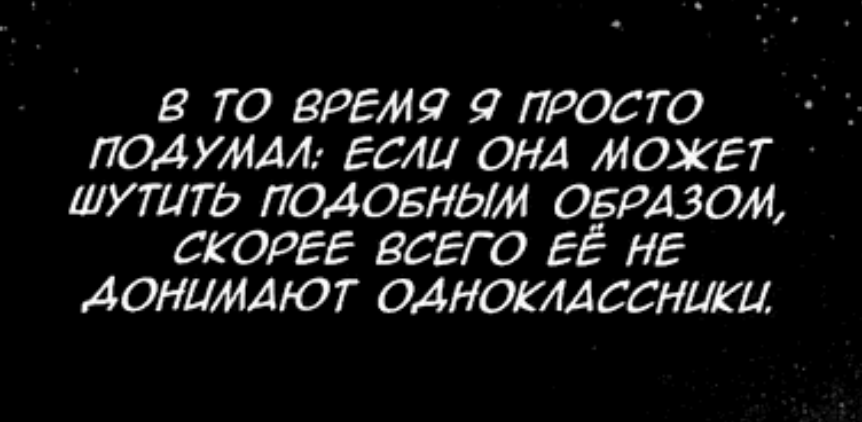 В ТО ВРЕМЯ Я ПРОСТО
ПОДУМАЛ: ЕСЛИ ОНА МОЖЕТ
ШУТИТЬ ПОДОБНЫМ ОБРАЗОМ,
СКОРЕЕ ВСЕГО ЕЁ НЕ
ДОНИМАЮТ ОДНОКЛАССНИКИ.